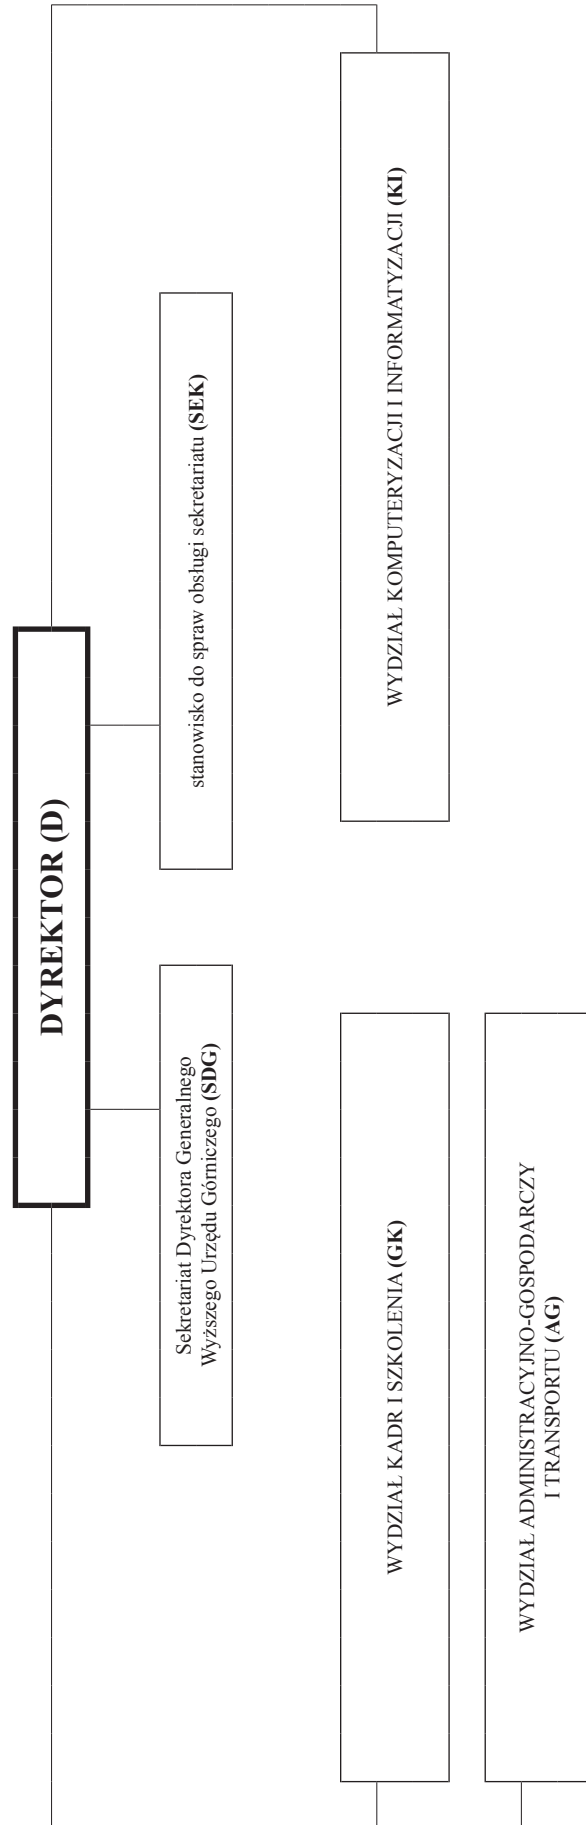 DYREKTOR (D)
Sekretariat Dyrektora Generalnego
Wyższego Urzędu Górniczego (SDG)
stanowisko do spraw obsługi sekretariatu (SEK)
WYDZIAŁ KADR I SZKOLENIA (GK)
WYDZIAŁ KOMPUTERYZACJI I INFORMATYZACJI (KI)
WYDZIAŁ ADMINISTRACYJNO-GOSPODARCZY
I TRANSPORTU (AG)